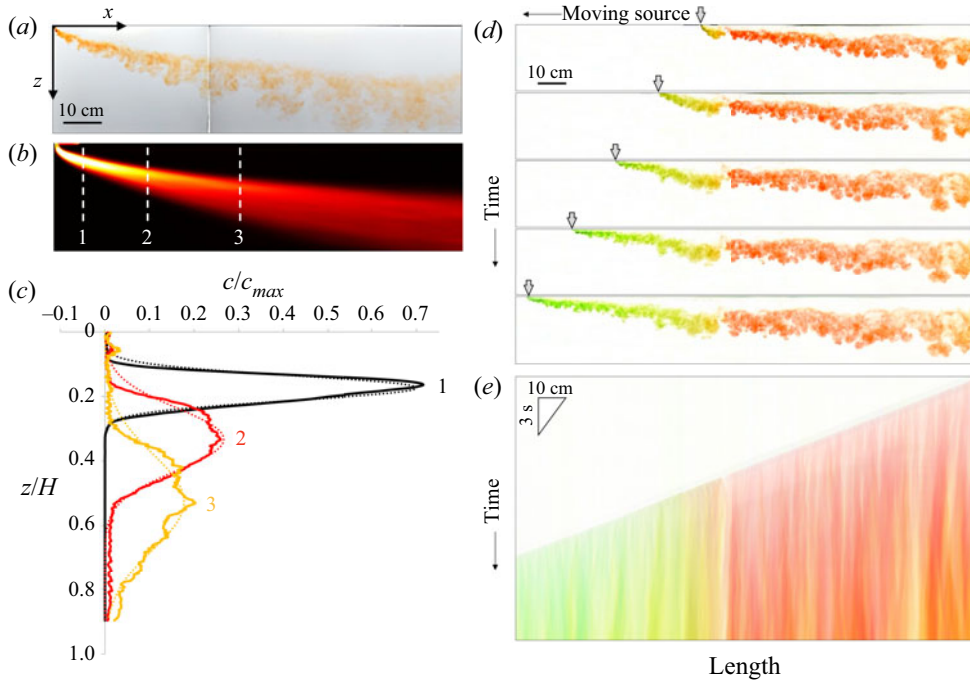 (a)
x
z
10 cm
(b)
1 2 3
(c)
c/cmax
–0.1 0 0.1 0.2 0.3 0.4 0.5 0.6 0.7
0
0.2
0.4
0.6
0.8
1.0
z/H
1
2
3
(d)
Moving source
10 cm
Time
(e)
10 cm
3 s
Time
Length